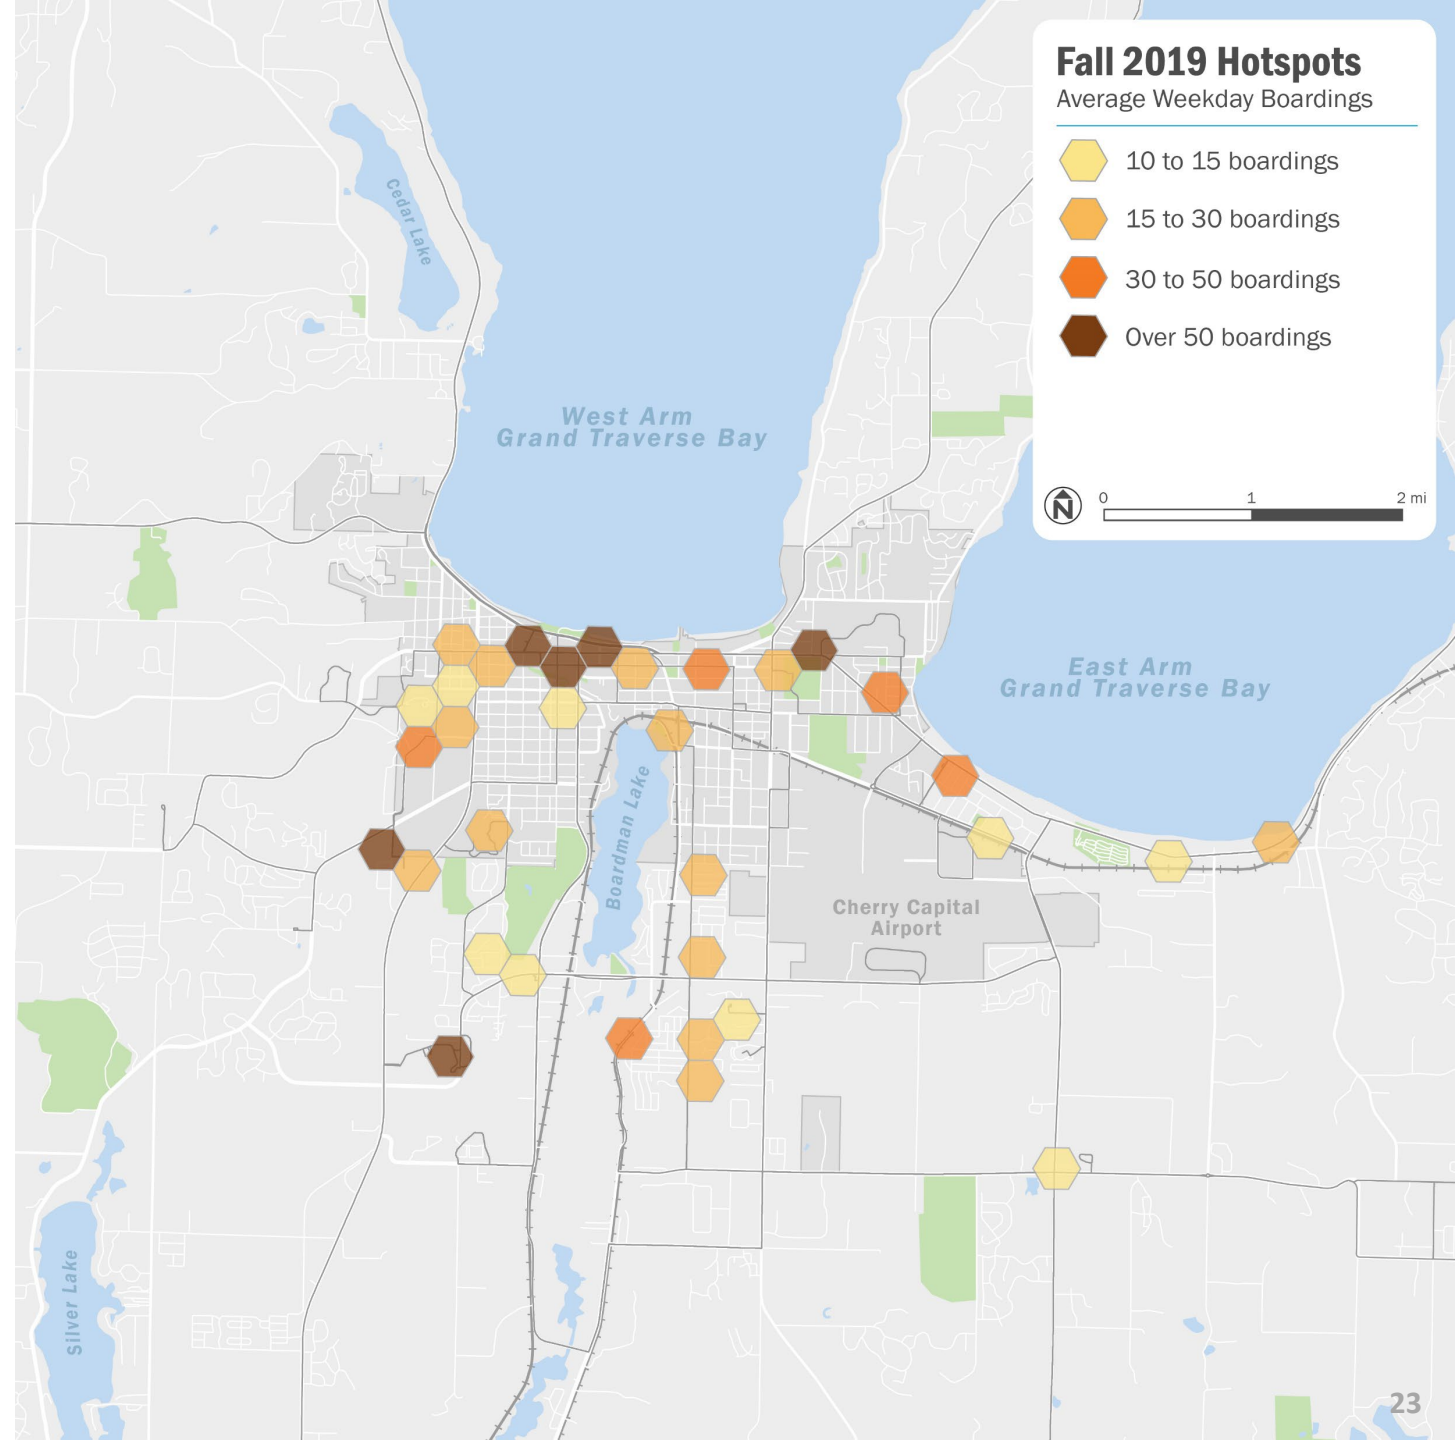 Fall 2019 Hotspots
Average Weekday Boardings
10 to 15 boardings
15 to 30 boardings
30 to 50 boardings
Over 50 boardings
N
0 1 2 mi
Cedar Lake
West Arm
Grand Traverse Bay
East Arm
Grand Traverse Bay
Boardman Lake
Cherry Capital
Airport
Silver Lake
23